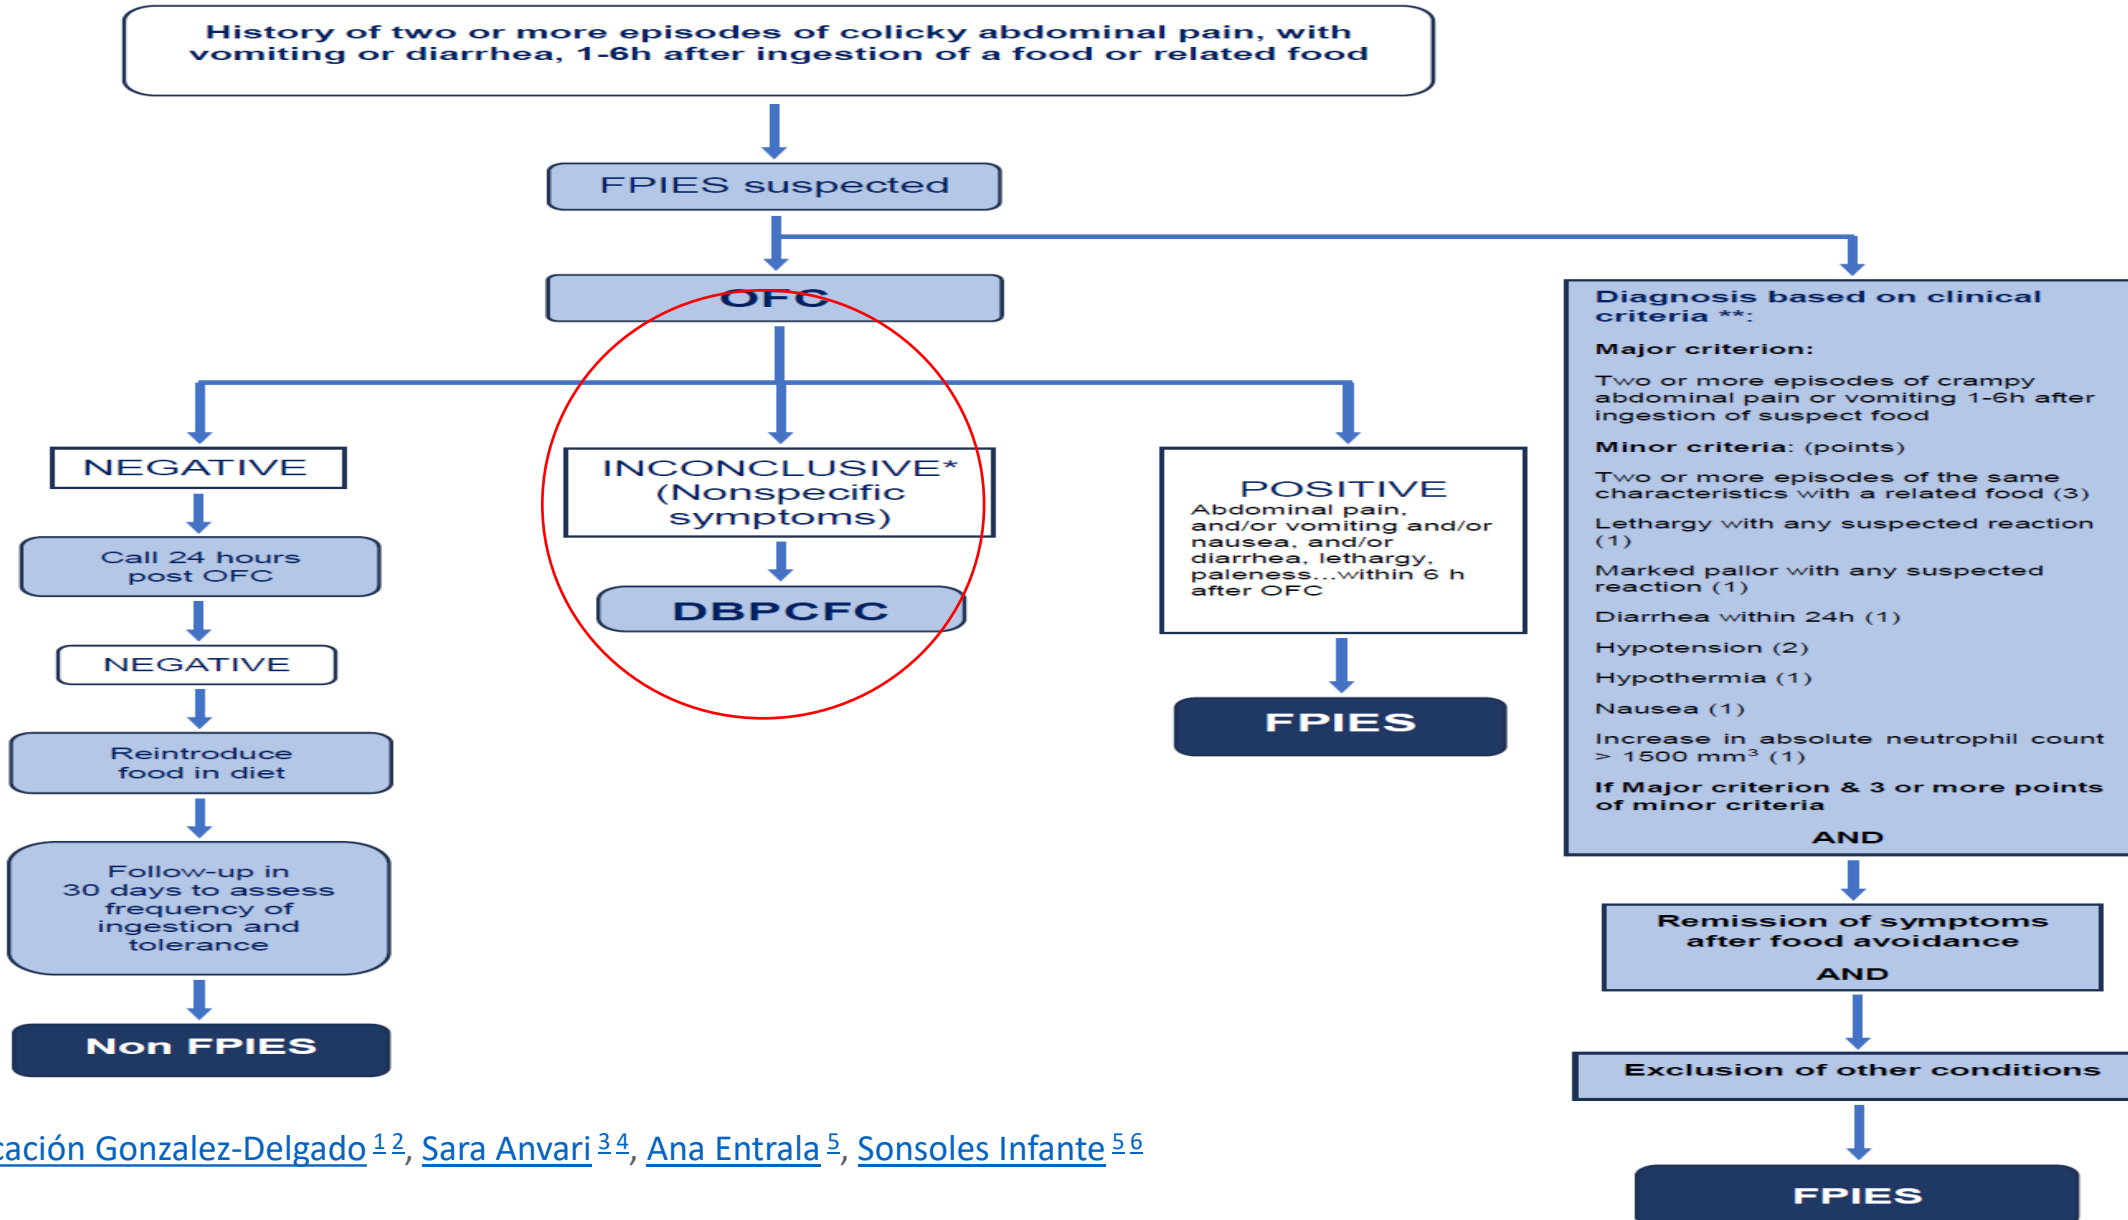 History of two or more episodes of colicky abdominal pain, with
vomiting or diarrhea, 1-6h after ingestion of a food or related food
FPIES suspected
OFC
NEGATIVE
Call 24 hours
post OFC
NEGATIVE
Reintroduce
food in diet
Follow-up in
30 days to assess
frequency of
ingestion and
tolerance
Non FPIES
INCONCLUSIVE*
(Nonspecific
symptoms)
DBPCFC
POSITIVE
Abdominal pain,
and/or vomiting and/or
nausea, and/or
diarrhea, lethargy,
paleness...within 6 h
after OFC
FPIES
Diagnosis based on clinical
criteria **:
Major criterion:
Two or more episodes of crampy
abdominal pain or vomiting 1-6h after
ingestion of suspect food
Minor criteria: (points)
Two or more episodes of the same
characteristics with a related food (3)
Lethargy with any suspected reaction
(1)
Marked pallor with any suspected
reaction (1)
Diarrhea within 24h (1)
Hypotension (2)
Hypothermia (1)
Nausea (1)
Increase in absolute neutrophil count
> 1500 mm³ (1)
If Major criterion & 3 or more points
of minor criteria
AND
Remission of symptoms
after food avoidance
AND
Exclusion of other conditions
FPIES
cación Gonzalez-Delgado 1 2, Sara Anvari 3 4, Ana Entrala 5, Sonsoles Infante 5 6